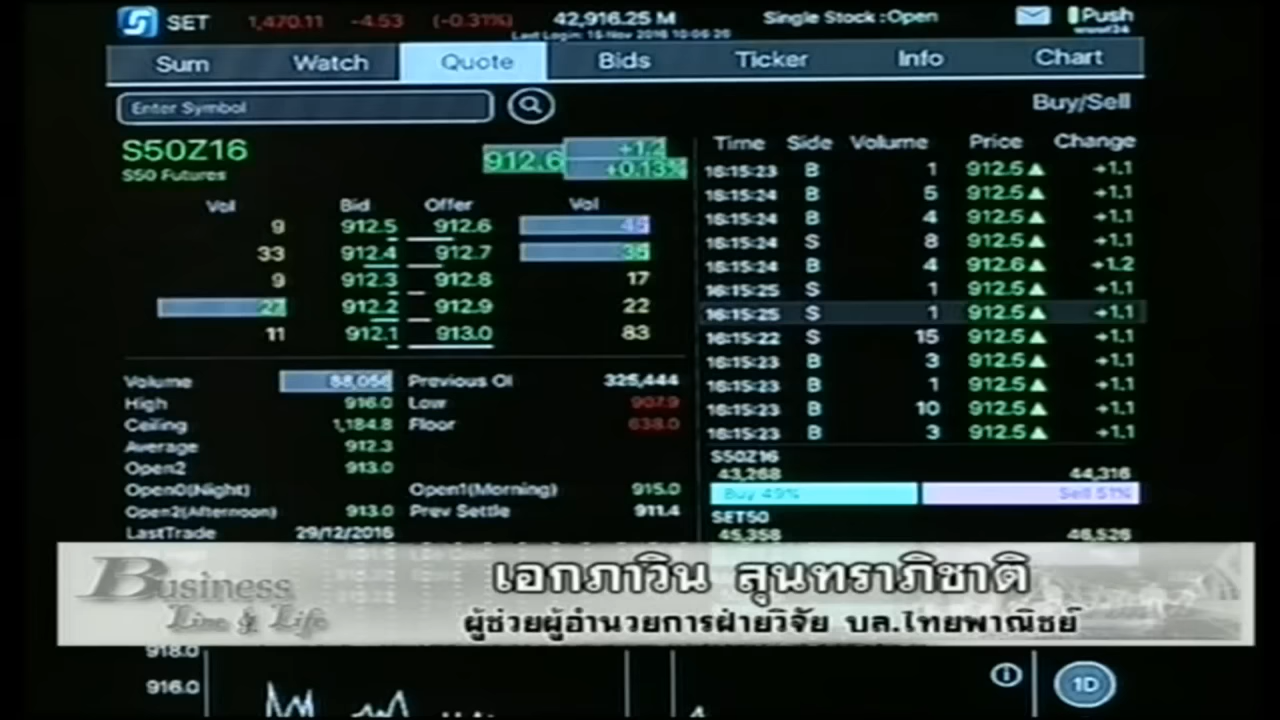 SET 1,470.11 -4.53 (-0.31%) 42,916.25 M Single Stock :Open Push
Last Login: 15 Nov 2016 10:06:26
Sum Watch Quote Bids Ticker Info Chart
Enter Symbol Buy/Sell
S50Z16 912.6 +1.2 +0.13%
S50 Futures
Vol Bid Offer Vol
9 912.5 912.6
33 912.4 912.7
9 912.3 912.8 17
912.2 912.9 22
11 912.1 913.0 83
Volume 88,056 Previous OI 325,444
High 916.0 Low 907.9
Ceiling 1,184.8 Floor 638.0
Average 912.3
Open2 913.0
Open0(Night) Open1(Morning) 915.0
Open2(Afternoon) 913.0 Prev Settle 911.4
LastTrade 29/12/2016
Time Side Volume Price Change
16:15:23 B 1 912.5▲ +1.1
16:15:24 B 5 912.5▲ +1.1
16:15:24 B 4 912.5▲ +1.1
16:15:24 S 8 912.5▲ +1.1
16:15:24 B 4 912.6▲ +1.2
16:15:25 S 1 912.5▲ +1.1
16:15:25 S 1 912.5▲ +1.1
16:15:22 S 15 912.5▲ +1.1
16:15:23 B 3 912.5▲ +1.1
16:15:23 B 1 912.5▲ +1.1
16:15:23 B 10 912.5▲ +1.1
16:15:23 B 3 912.5▲ +1.1
S50Z16
43,268 44,316
Buy 49% Sell 51%
SET50
45,358 46,526
Business
Line & Life
เอกภาวิน สุนทราภิชาติ
ผู้ช่วยผู้อำนวยการฝ่ายวิจัย บล.ไทยพาณิชย์
918.0
916.0
1D